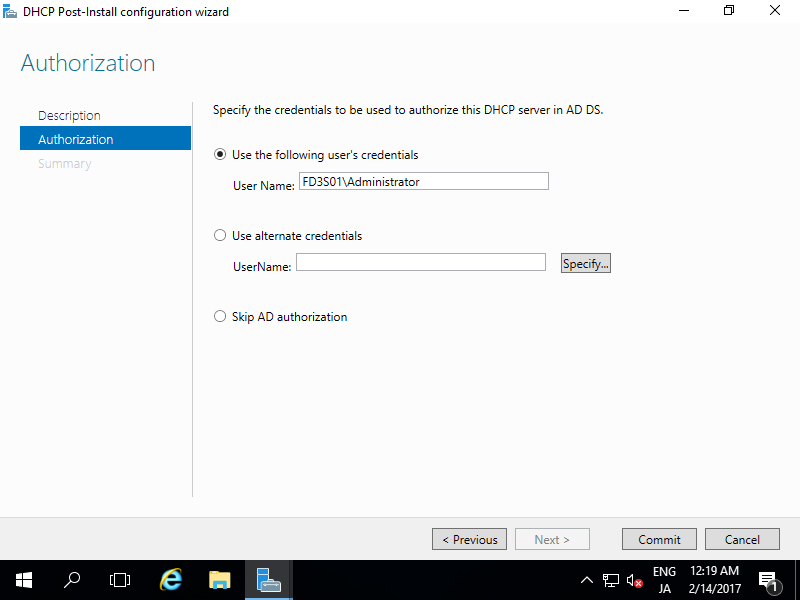 DHCP Post-Install configuration wizard
Authorization
Description
Authorization
Summary
Specify the credentials to be used to authorize this DHCP server in AD DS.
Use the following user's credentials
User Name: FD3S01\Administrator
Use alternate credentials
UserName:
Specify...
Skip AD authorization
< Previous
Next >
Commit
Cancel
ENG
JA
12:19 AM
2/14/2017
1